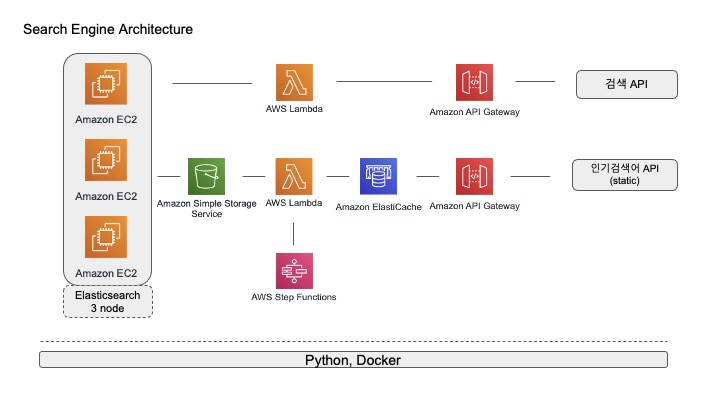 Search Engine Architecture
Amazon EC2
AWS Lambda
Amazon API Gateway
검색 API
Amazon EC2
Amazon Simple Storage
Service
AWS Lambda
Amazon ElastiCache
Amazon API Gateway
인기검색어 API
(static)
Amazon EC2
AWS Step Functions
Elasticsearch
3 node
Python, Docker